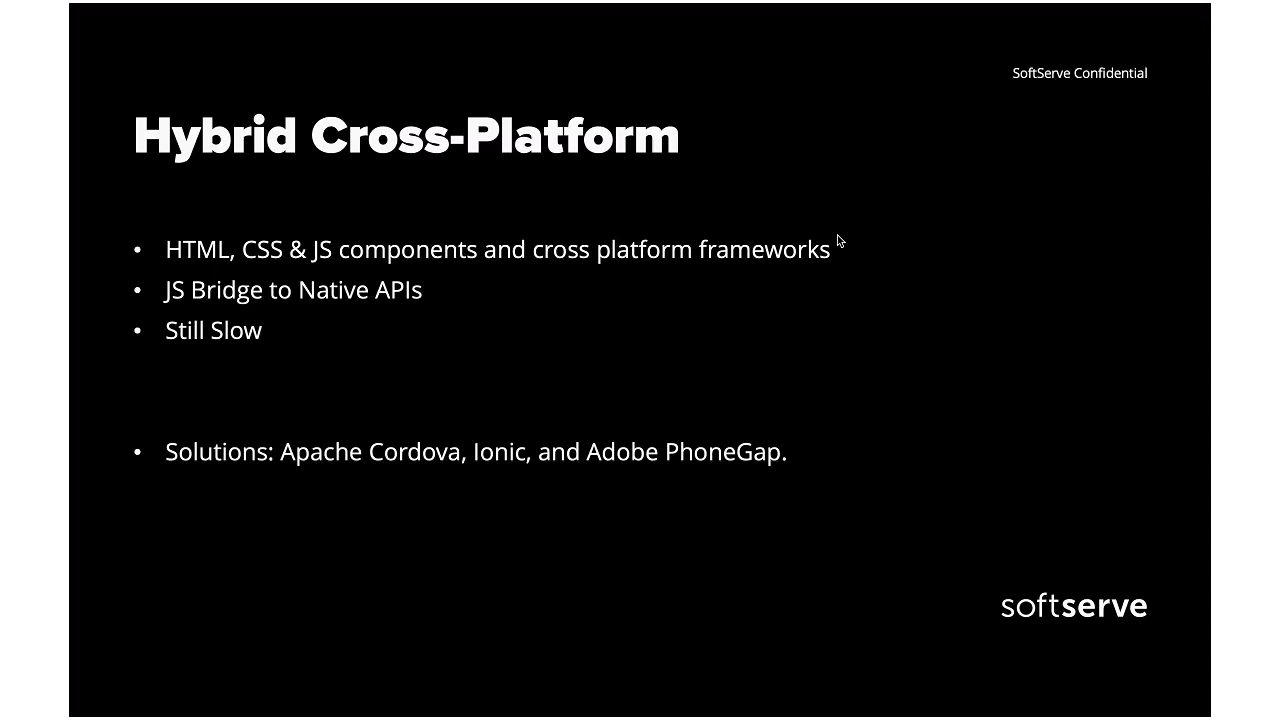 SoftServe Confidential
Hybrid Cross-Platform
• HTML, CSS & JS components and cross platform frameworks
• JS Bridge to Native APIs
• Still Slow
• Solutions: Apache Cordova, Ionic, and Adobe PhoneGap.
softserve